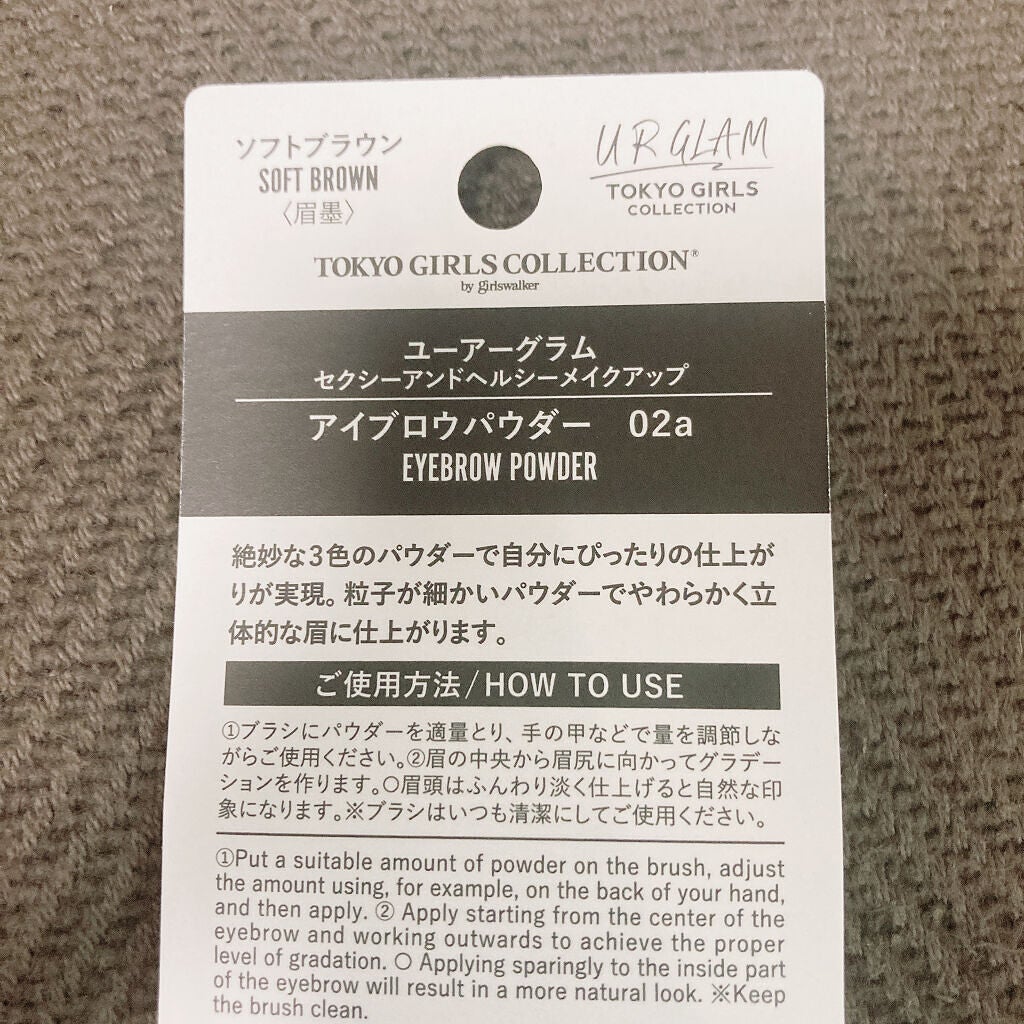 ソフトブラウン
SOFT BROWN
〈眉墨〉
UR GLAM
TOKYO GIRLS
COLLECTION
TOKYO GIRLS COLLECTION®
by girlswalker
ユーアーグラム
セクシーアンドヘルシーメイクアップ
アイブロウパウダー 02a
EYEBROW POWDER
絶妙な3色のパウダーで自分にぴったりの仕上が
りが実現。粒子が細かいパウダーでやわらかく立
体的な眉に仕上がります。
ご使用方法/HOW TO USE
①ブラシにパウダーを適量とり、手の甲などで量を調節しな
がらご使用ください。②眉の中央から眉尻に向かってグラデー
ションを作ります。○眉頭はふんわり淡く仕上げると自然な印
象になります。※ブラシはいつも清潔にしてご使用ください。
①Put a suitable amount of powder on the brush, adjust
the amount using, for example, on the back of your hand,
and then apply. ② Apply starting from the center of the
eyebrow and working outwards to achieve the proper
level of gradation. ○ Applying sparingly to the inside part
of the eyebrow will result in a more natural look. ※Keep
the brush clean.